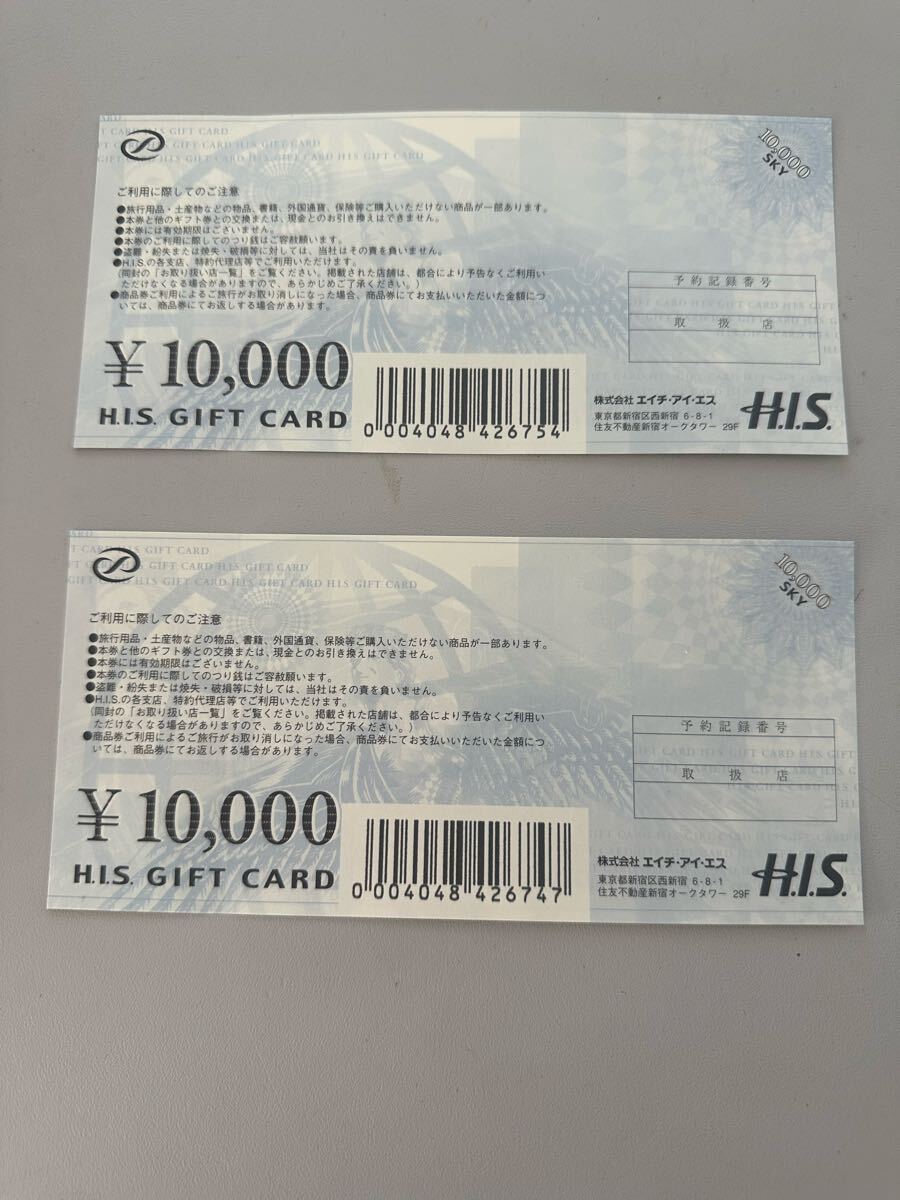 ARD
T CARD H.I.S GIFT CARD
GIFT CARD H.I.S GIFT CARD H.I.S GIFT CARD
10,000
SKY
ご利用に際してのご注意
●旅行用品・土産物などの物品、書籍、外国通貨、保険等ご購入いただけない商品が一部あります。
●本券と他のギフト券との交換または、現金とのお引き換えはできません。
●本券には有効期限はございません。
●本券のご利用に際してのつり銭はご容赦願います。
●盗難・紛失または焼失・破損等に対しては、当社はその責を負いません。
●H.I.S.の各支店、特約代理店等でご利用いただけます。
(同封の「お取り扱い店一覧」をご覧ください。掲載された店舗は、都合により予告なくご利用い
ただけなくなる場合がありますので、あらかじめご了承ください。)
●商品券ご利用によるご旅行がお取り消しになった場合、商品券にてお支払いいただいた金額につ
いては、商品券にてお返しする場合があります。
予約記録番号
取扱店
¥10,000
H.I.S. GIFT CARD
0 004048 426754
株式会社 エイチ・アイ・エス
東京都新宿区西新宿 6-8-1
住友不動産新宿オークタワー 29F
H.I.S.
ARD
T CARD H.I.S GIFT CARD
GIFT CARD H.I.S GIFT CARD H.I.S GIFT CARD
10,000
SKY
ご利用に際してのご注意
●旅行用品・土産物などの物品、書籍、外国通貨、保険等ご購入いただけない商品が一部あります。
●本券と他のギフト券との交換または、現金とのお引き換えはできません。
●本券には有効期限はございません。
●本券のご利用に際してのつり銭はご容赦願います。
●盗難・紛失または焼失・破損等に対しては、当社はその責を負いません。
●H.I.S.の各支店、特約代理店等でご利用いただけます。
(同封の「お取り扱い店一覧」をご覧ください。掲載された店舗は、都合により予告なくご利用い
ただけなくなる場合がありますので、あらかじめご了承ください。)
●商品券ご利用によるご旅行がお取り消しになった場合、商品券にてお支払いいただいた金額につ
いては、商品券にてお返しする場合があります。
予約記録番号
取扱店
¥10,000
H.I.S. GIFT CARD
0 004048 426747
株式会社 エイチ・アイ・エス
東京都新宿区西新宿 6-8-1
住友不動産新宿オークタワー 29F
H.I.S.